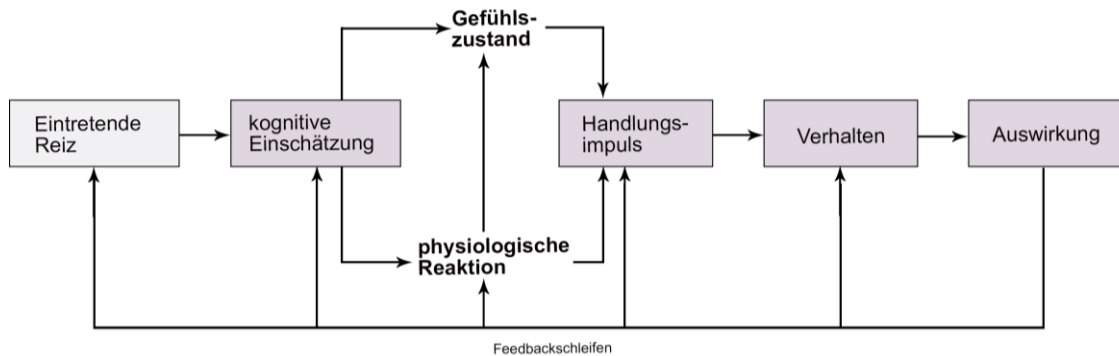 Gefühls-
zustand
Eintretende
Reiz
kognitive
Einschätzung
Handlungs-
impuls
Verhalten
Auswirkung
physiologische
Reaktion
Feedbackschleifen